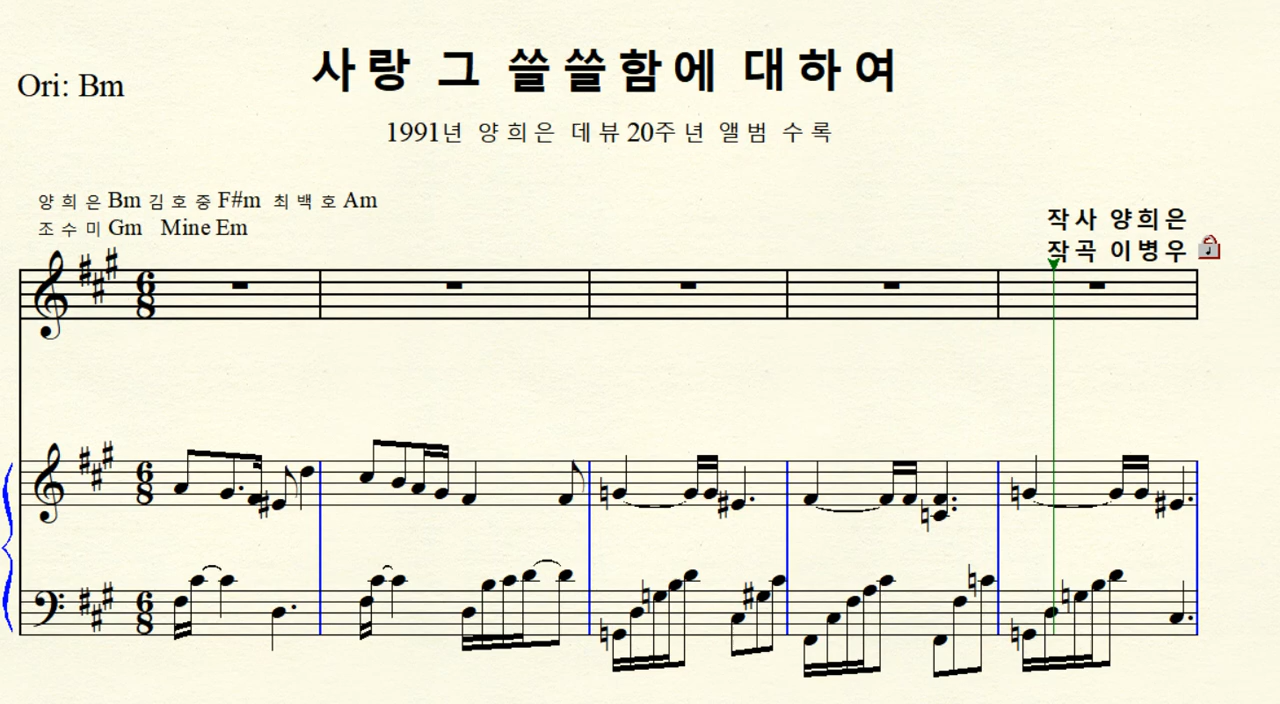 사랑 그 쓸쓸함에 대하여
Ori: Bm
1991년 양희은 데뷰 20주년 앨범 수록
양희은 Bm 김호중 F#m 최백호 Am
조수미 Gm Mine Em
작사 양희은
작곡 이병우